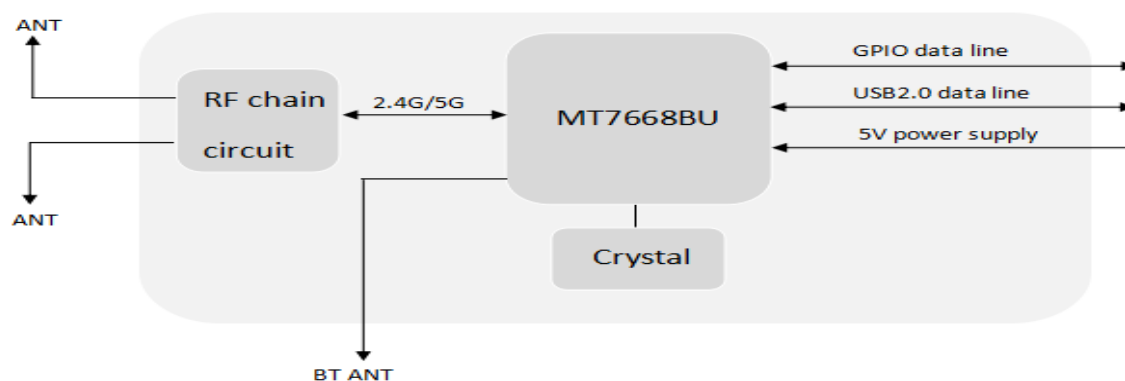 ANT
GPIO data line
RF chain
circuit
2.4G/5G
MT7668BU
USB2.0 data line
5V power supply
ANT
Crystal
BT ANT